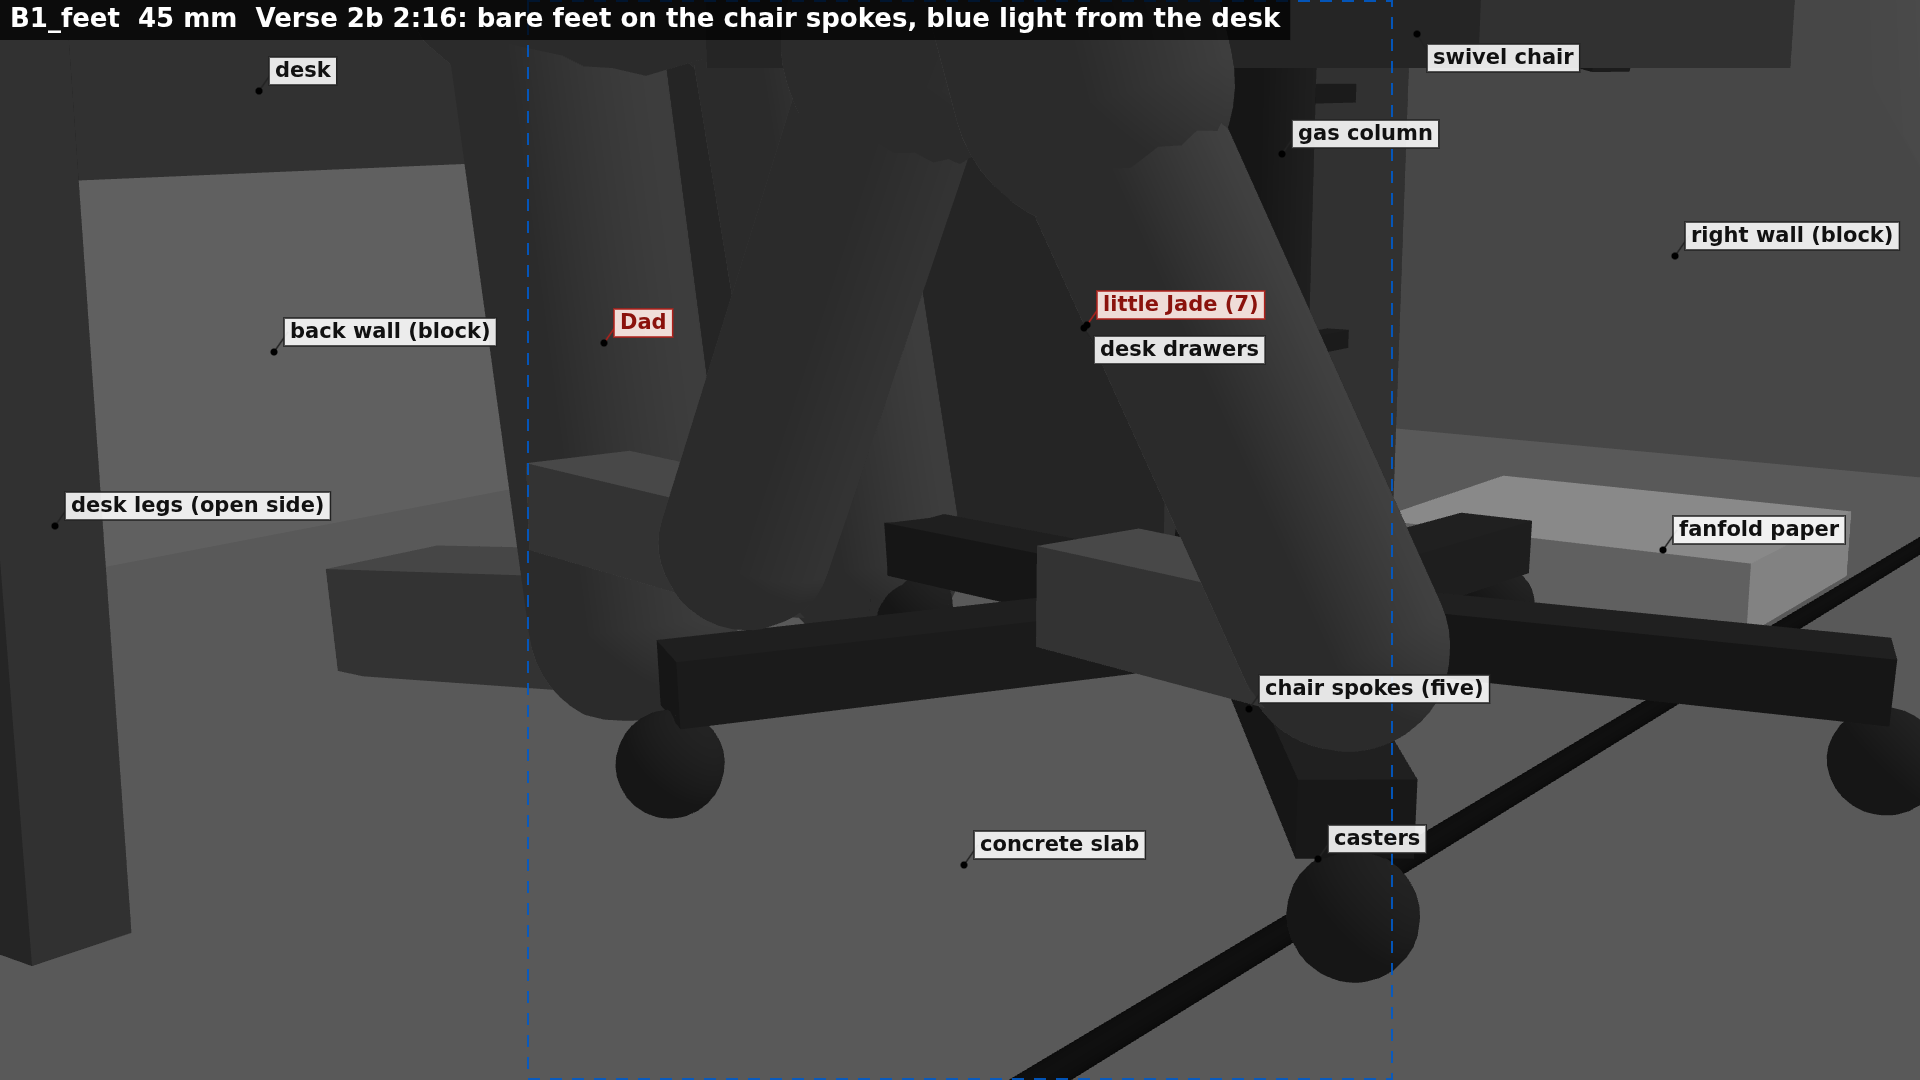 B1_feet 45 mm Verse 2b 2:16: bare feet on the chair spokes, blue light from the desk
swivel chair
desk
gas column
right wall (block)
little Jade (7)
Dad
back wall (block)
desk drawers
desk legs (open side)
fanfold paper
chair spokes (five)
casters
concrete slab